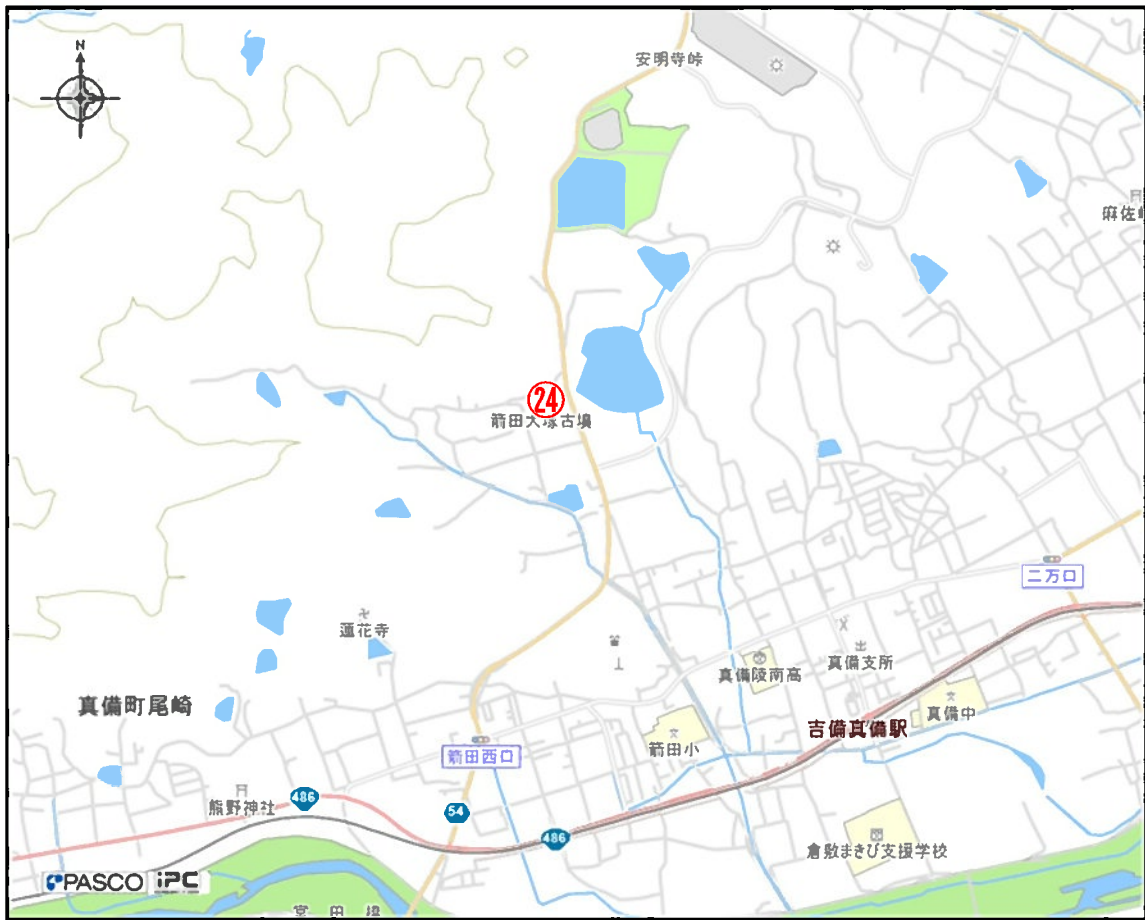 N
安明寺峠
麻佐
24
箭田大塚古墳
二万口
蓮花寺
真備支所
真備陵南高
真備町尾崎
真備中
吉備真備駅
箭田小
箭田西口
熊野神社
486
54
486
倉敷まきび支援学校
PASCO iPC